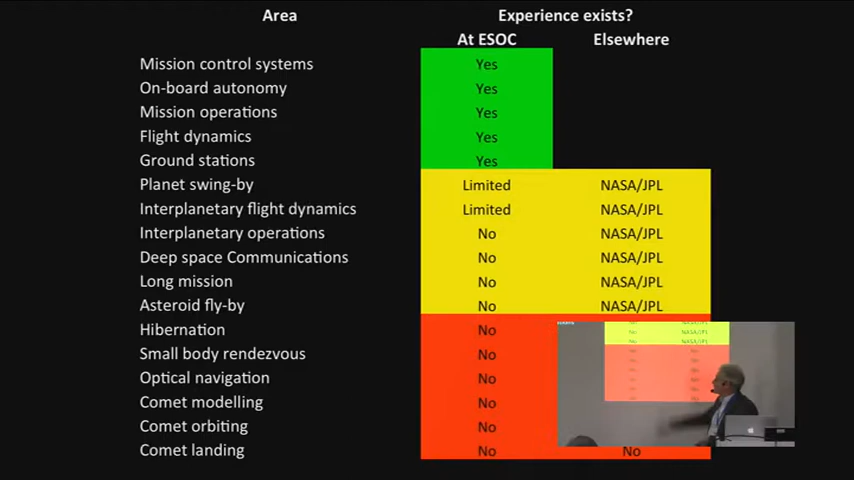 Area Experience exists?
At ESOC Elsewhere
Mission control systems Yes
On-board autonomy Yes
Mission operations Yes
Flight dynamics Yes
Ground stations Yes
Planet swing-by Limited NASA/JPL
Interplanetary flight dynamics Limited NASA/JPL
Interplanetary operations No NASA/JPL
Deep space Communications No NASA/JPL
Long mission No NASA/JPL
Asteroid fly-by No NASA/JPL
Hibernation No
Small body rendezvous No
Optical navigation No
Comet modelling No
Comet orbiting No
Comet landing No No